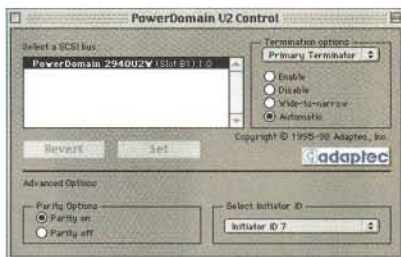 PowerDomain U2 Control
Select a SCSI bus:
PowerDomain 2940U2W (Slot B1) 1:0
Termination options
Primary Terminator
Enable
Disable
Wide-to-narrow
Automatic
Copyright © 1995-98 Adaptec, Inc.
adaptec
Revert
Set
Advanced Options
Parity Options
Parity on
Parity off
Select Initiator ID
Initiator ID 7